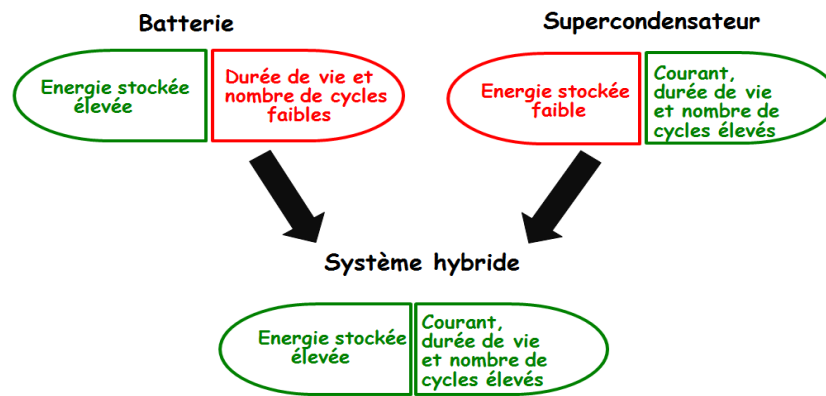 Batterie
Supercondensateur
Energie stockée
élevée
Durée de vie et
nombre de cycles
faibles
Energie stockée
faible
Courant,
durée de vie
et nombre de
cycles élevés
Système hybride
Energie stockée
élevée
Courant,
durée de vie
et nombre de
cycles élevés